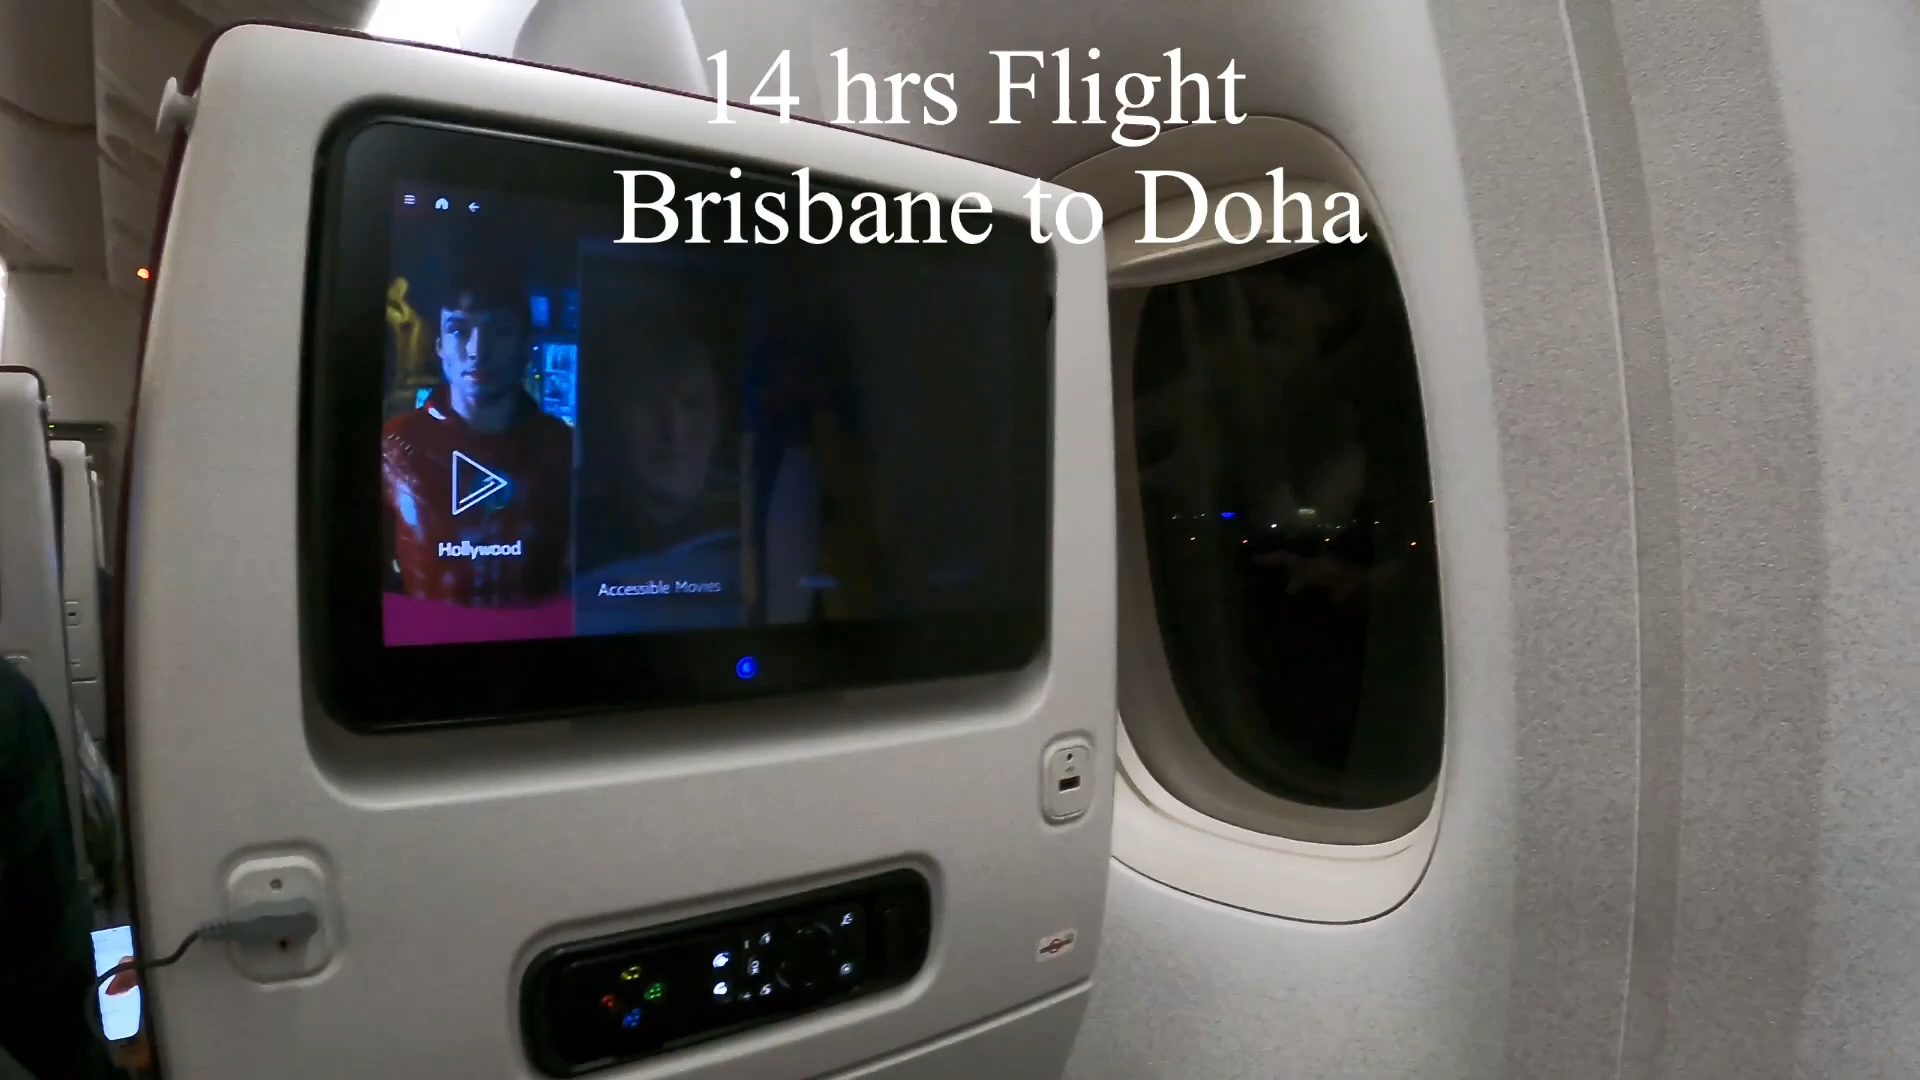 14 hrs Flight
Brisbane to Doha
Hollywood
Accessible Movies